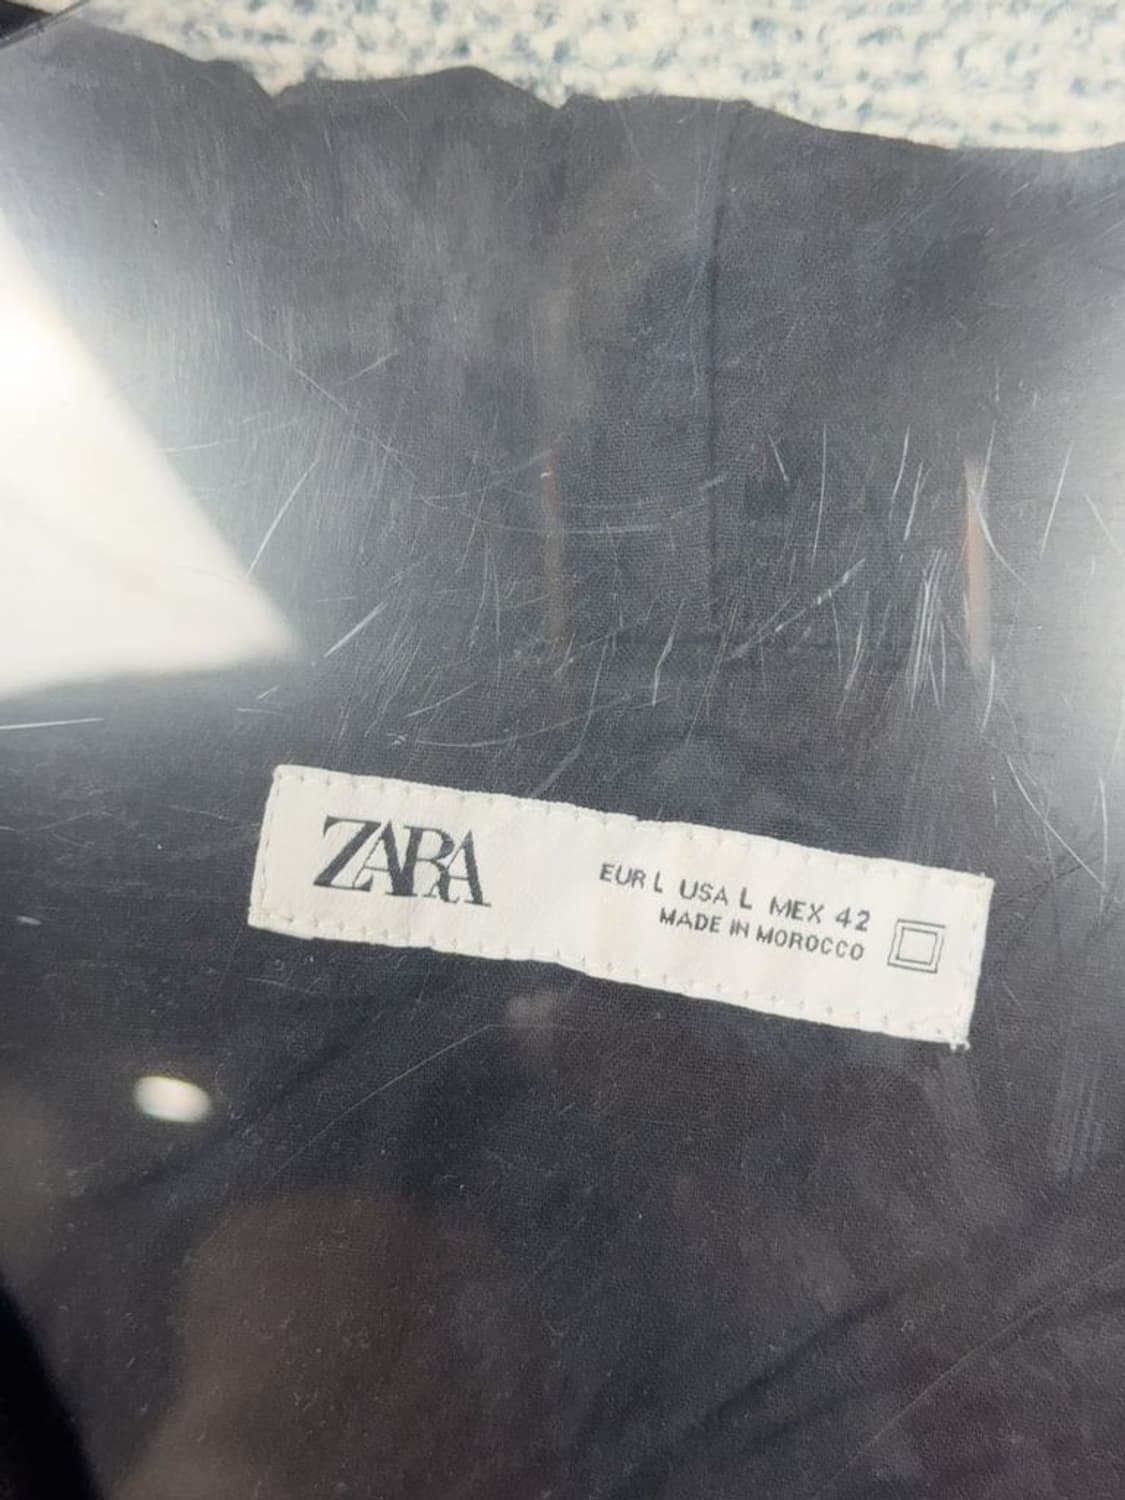 ZARA
EUR L USA L MEX 42
MADE IN MOROCCO